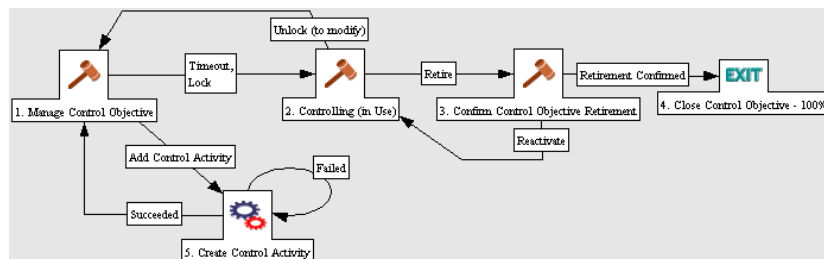 Unlock (to modify)
Timeout,
Lock
Retire
Retirement Confirmed
EXIT
1. Manage Control Objective
2. Controlling (in Use)
3. Confirm Control Objective Retirement
4. Close Control Objective - 100%
Reactivate
Add Control Activity
Failed
Succeeded
5. Create Control Activity